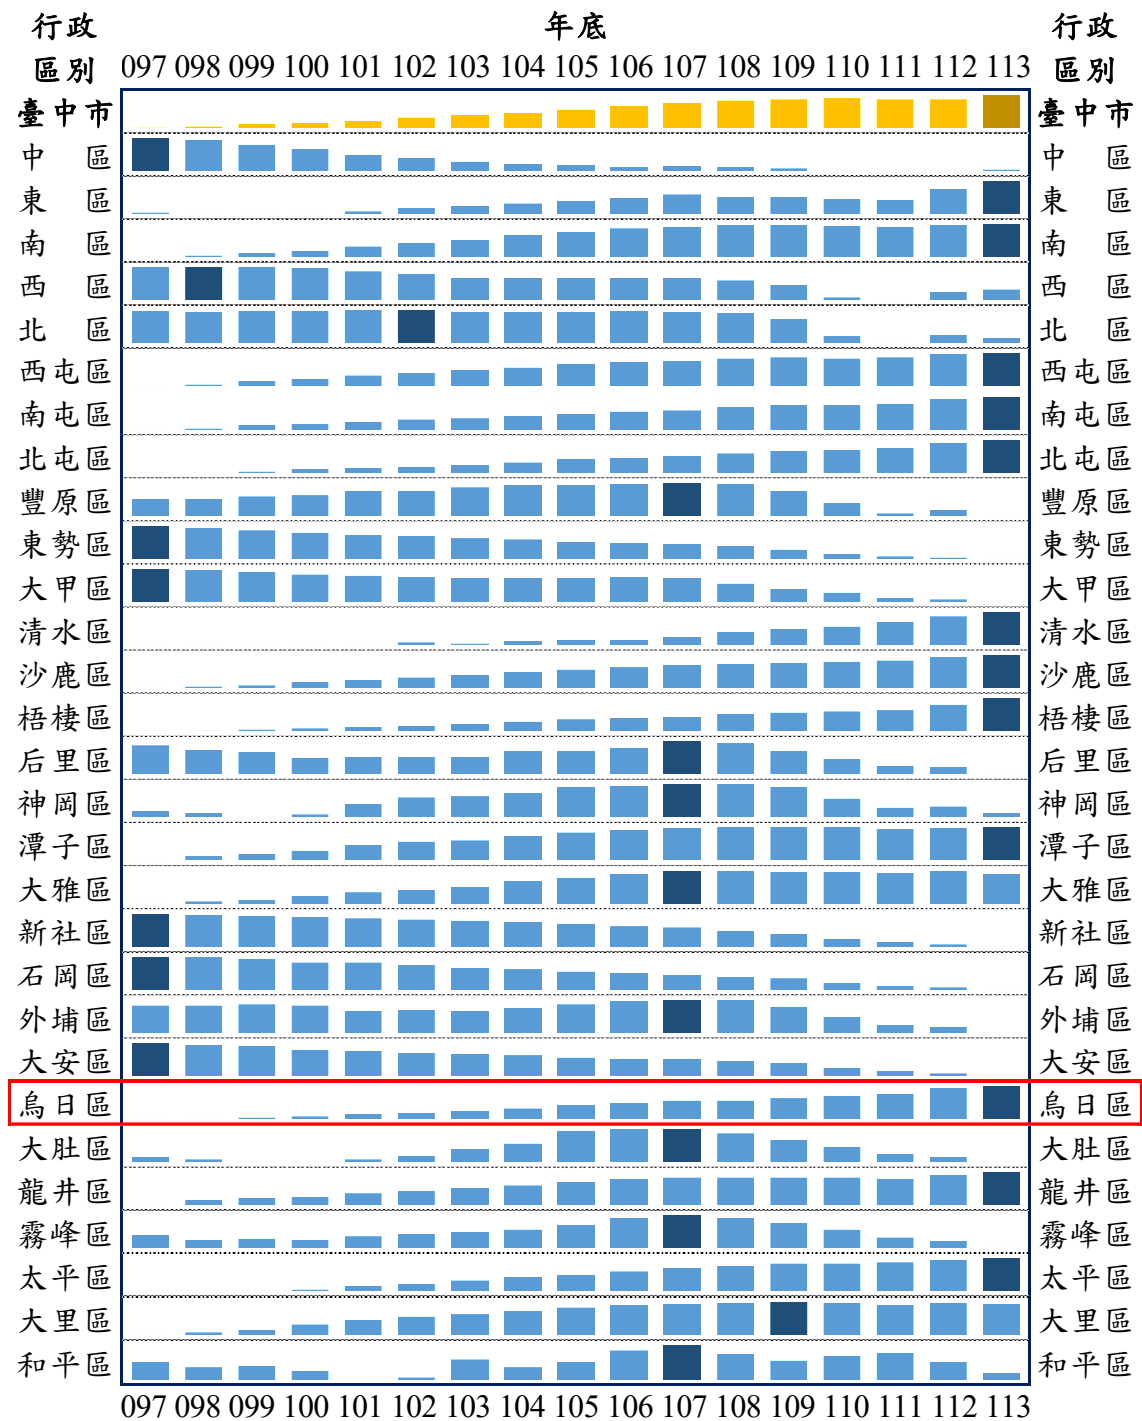 行政 年底 行政
區別 097 098 099 100 101 102 103 104 105 106 107 108 109 110 111 112 113 區別
臺中市 臺中市
中區 中區
東區 東區
南區 南區
西區 西區
北區 北區
西屯區 西屯區
南屯區 南屯區
北屯區 北屯區
豐原區 豐原區
東勢區 東勢區
大甲區 大甲區
清水區 清水區
沙鹿區 沙鹿區
梧棲區 梧棲區
后里區 后里區
神岡區 神岡區
潭子區 潭子區
大雅區 大雅區
新社區 新社區
石岡區 石岡區
外埔區 外埔區
大安區 大安區
烏日區 烏日區
大肚區 大肚區
龍井區 龍井區
霧峰區 霧峰區
太平區 太平區
大里區 大里區
和平區 和平區
097 098 099 100 101 102 103 104 105 106 107 108 109 110 111 112 113